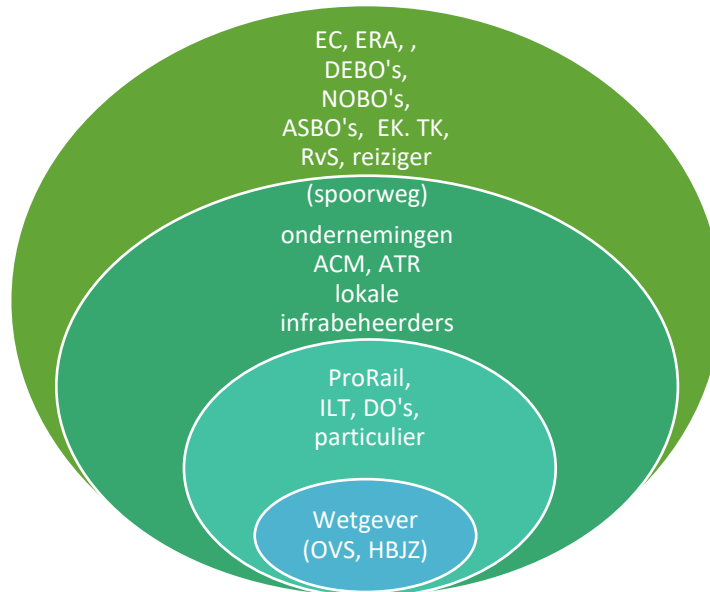 EC, ERA, ,
DEBO's,
NOBO's,
ASBO's, EK. TK,
RvS, reiziger
(spoorweg)
ondernemingen
ACM, ATR
lokale
infrabeheerders
ProRail,
ILT, DO's,
particulier
Wetgever
(OVS, HBJZ)